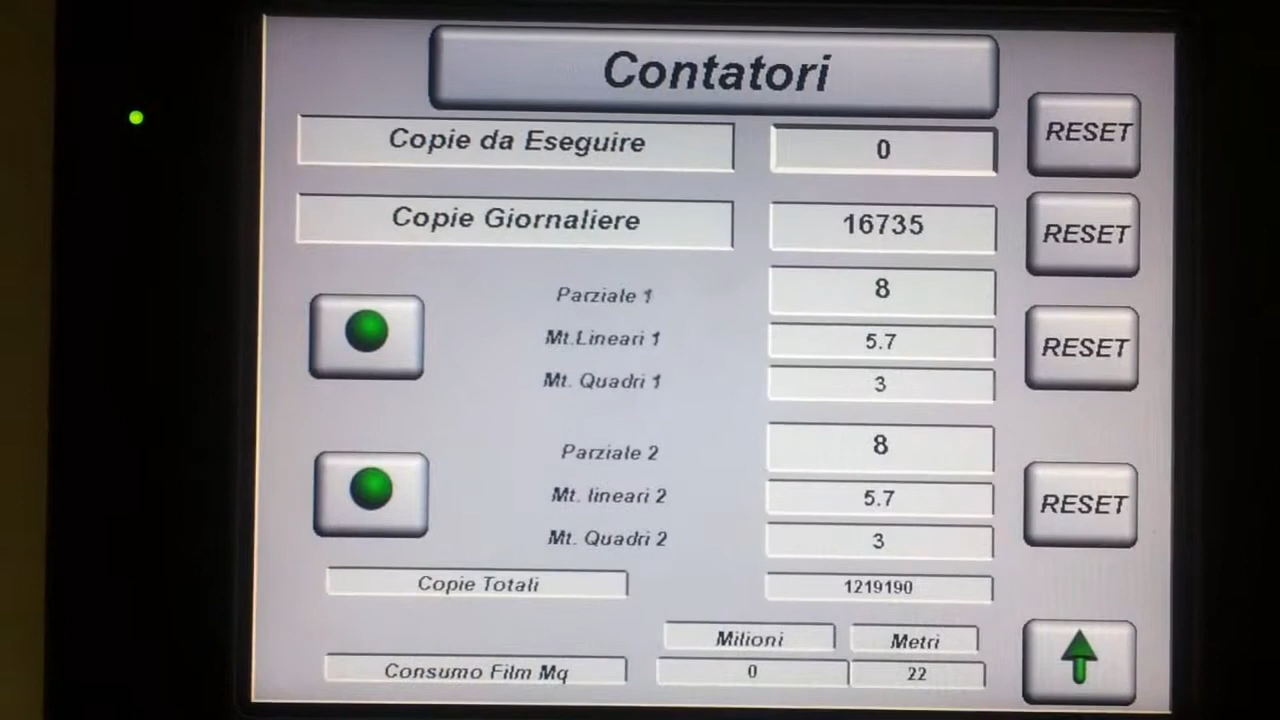 Contatori
Copie da Eseguire 0 RESET
Copie Giornaliere 16735 RESET
Parziale 1 8
Mt.Lineari 1 5.7 RESET
Mt. Quadri 1 3
Parziale 2 8
Mt. lineari 2 5.7 RESET
Mt. Quadri 2 3
Copie Totali 1219190
Milioni Metri
Consumo Film Mq 0 22